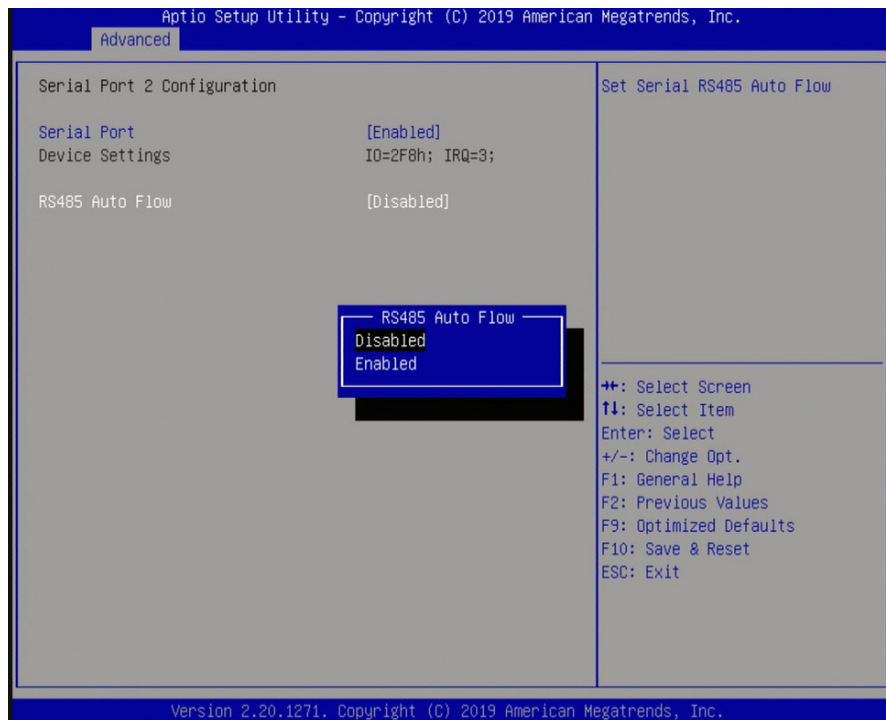 Aptio Setup Utility – Copyright (C) 2019 American Megatrends, Inc.
Advanced
Serial Port 2 Configuration
Serial Port [Enabled]
Device Settings IO=2F8h; IRQ=3;
RS485 Auto Flow [Disabled]
RS485 Auto Flow
Disabled
Enabled
Set Serial RS485 Auto Flow
→←: Select Screen
↑↓: Select Item
Enter: Select
+/-: Change Opt.
F1: General Help
F2: Previous Values
F9: Optimized Defaults
F10: Save & Reset
ESC: Exit
Version 2.20.1271. Copyright (C) 2019 American Megatrends, Inc.